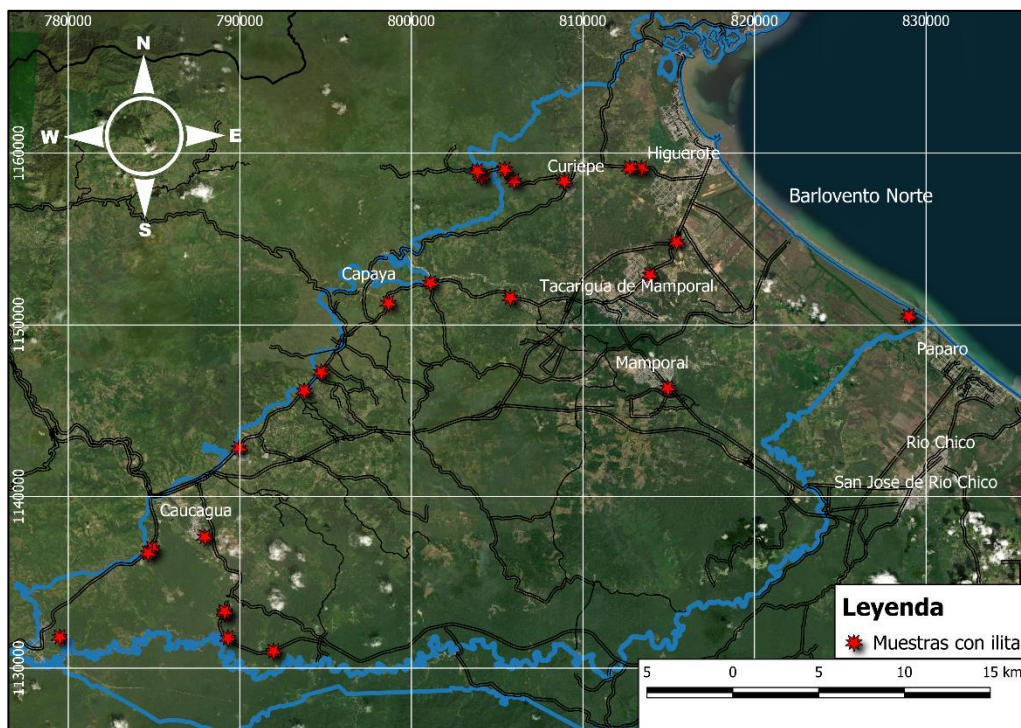 780000
790000
800000
810000
820000
830000
N
W
E
S
1160000
1150000
1140000
1130000
Higuerote
Curiepe
Barlovento Norte
Capaya
Tacarigua de Mamporal
Paparo
Mamporal
Rio Chico
San José de Rio Chico
Caucagua
Leyenda
Muestras con ilita
5 0 5 10 15 km